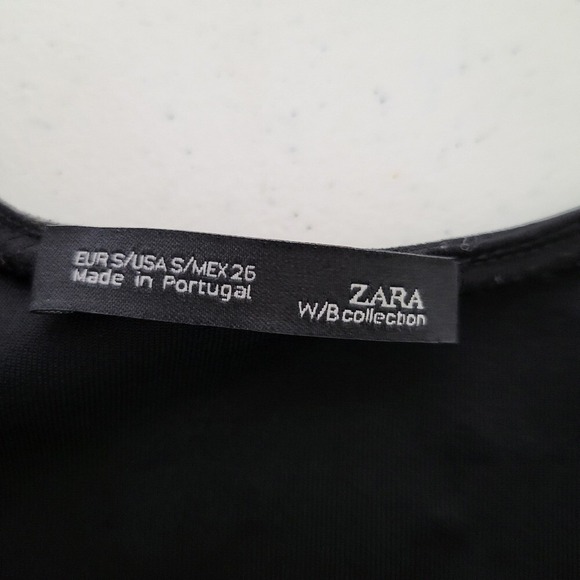 EUR S/USA S/MEX 26
Made in Portugal
ZARA
W/B collection